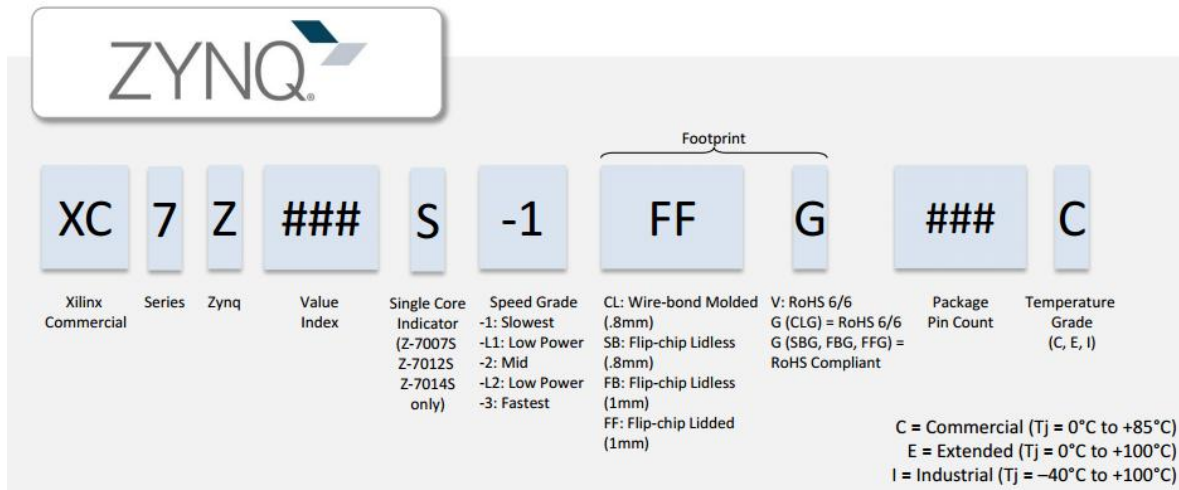 ZYNQ®
Footprint
XC 7 Z ### S -1 FF G ### C
Xilinx
Commercial
Series
Zynq
Value
Index
Single Core
Indicator
(Z-7007S
Z-7012S
Z-7014S
only)
Speed Grade
-1: Slowest
-L1: Low Power
-2: Mid
-L2: Low Power
-3: Fastest
CL: Wire-bond Molded
(.8mm)
SB: Flip-chip Lidless
(.8mm)
FB: Flip-chip Lidless
(1mm)
FF: Flip-chip Lidded
(1mm)
V: RoHS 6/6
G (CLG) = RoHS 6/6
G (SBG, FBG, FFG) =
RoHS Compliant
Package
Pin Count
Temperature
Grade
(C, E, I)
C = Commercial (Tj = 0°C to +85°C)
E = Extended (Tj = 0°C to +100°C)
I = Industrial (Tj = –40°C to +100°C)